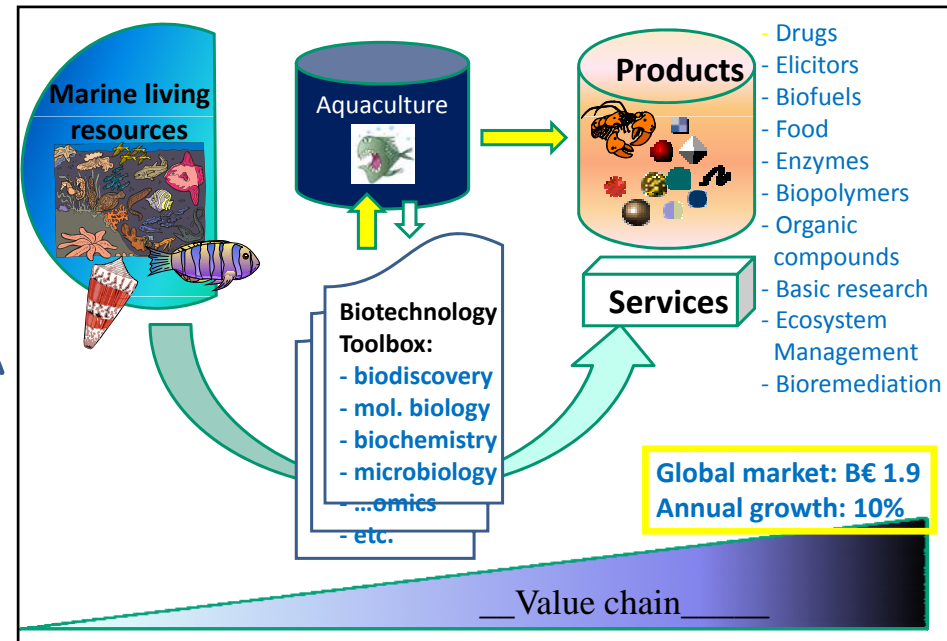 Marine living
resources
Aquaculture
Products
- Drugs
- Elicitors
- Biofuels
- Food
- Enzymes
- Biopolymers
- Organic
compounds
- Basic research
- Ecosystem
Management
- Bioremediation
Services
Biotechnology
Toolbox:
- biodiscovery
- mol. biology
- biochemistry
- microbiology
- ...omics
- etc.
Global market: B€ 1.9
Annual growth: 10%
__Value chain_____